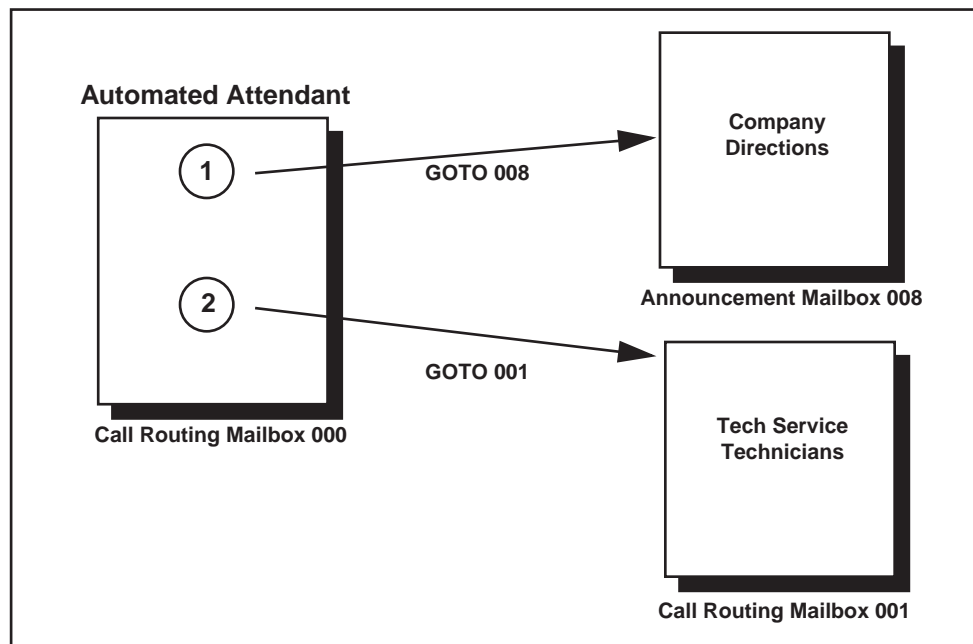 Automated Attendant
1
GOTO 008
2
GOTO 001
Call Routing Mailbox 000
Company
Directions
Announcement Mailbox 008
Tech Service
Technicians
Call Routing Mailbox 001